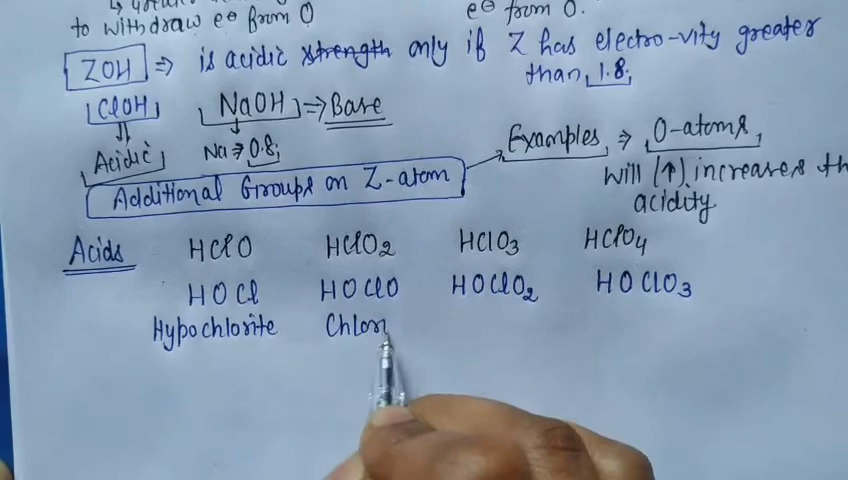 to withdraw e⊖ from O
e⊖ from O.
ZOH ⇒ is acidic strength only if Z has electro-vity greater than 1.8;
ClOH
NaOH ⇒ Base
Acidic
Na ⇒ 0.8;
Examples ⇒ O-atoms,
will (↑) increases th
acidity
Additional Groups on Z-atom
Acids HClO HClO₂ HClO₃ HClO₄
HOCl HOClO HOClO₂ HOClO₃
Hypochlorite Chlori